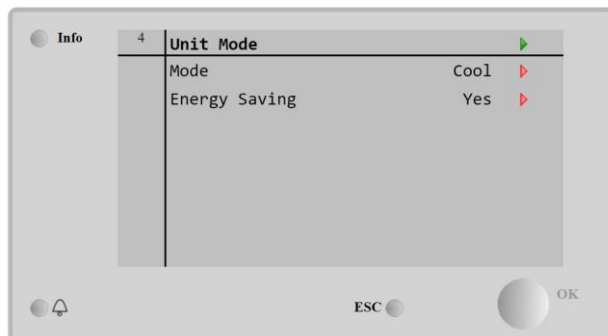 Info
4 Unit Mode
Mode Cool
Energy Saving Yes
ESC
OK